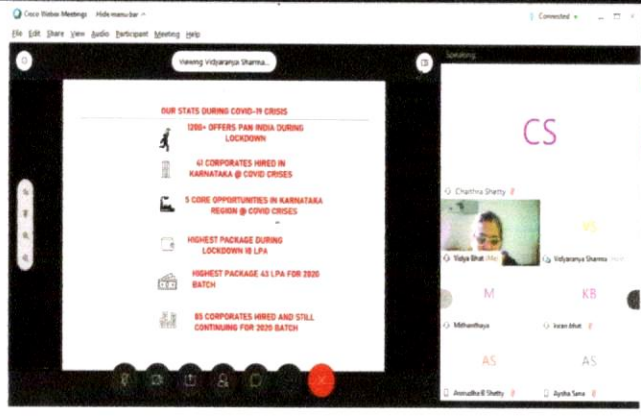 Cisco Webex Meetings Hide menu bar ^
Connected
File Edit Share View Audio Participant Meeting Help
Viewing Vidyaranja Sharma...
Speaking:
OUR STATS DURING COVID-19 CRISIS
1200+ OFFERS PAN INDIA DURING
LOCKDOWN
41 CORPORATES HIRED IN
KARNATAKA @ COVID CRISES
5 CORE OPPORTUNITIES IN KARNATAKA
REGION @ COVID CRISES
HIGHEST PACKAGE DURING
LOCKDOWN 18 LPA
HIGHEST PACKAGE 43 LPA FOR 2020
BATCH
85 CORPORATES HIRED AND STILL
CONTINUING FOR 2020 BATCH
CS
Charthra Shetty
VS
Vidya Bhat (Me)
Vidyaranja Sharma
M
KB
Mithanthaya
kiran bhat
AS
AS
Anirudha R Shetty
Aysha Sana